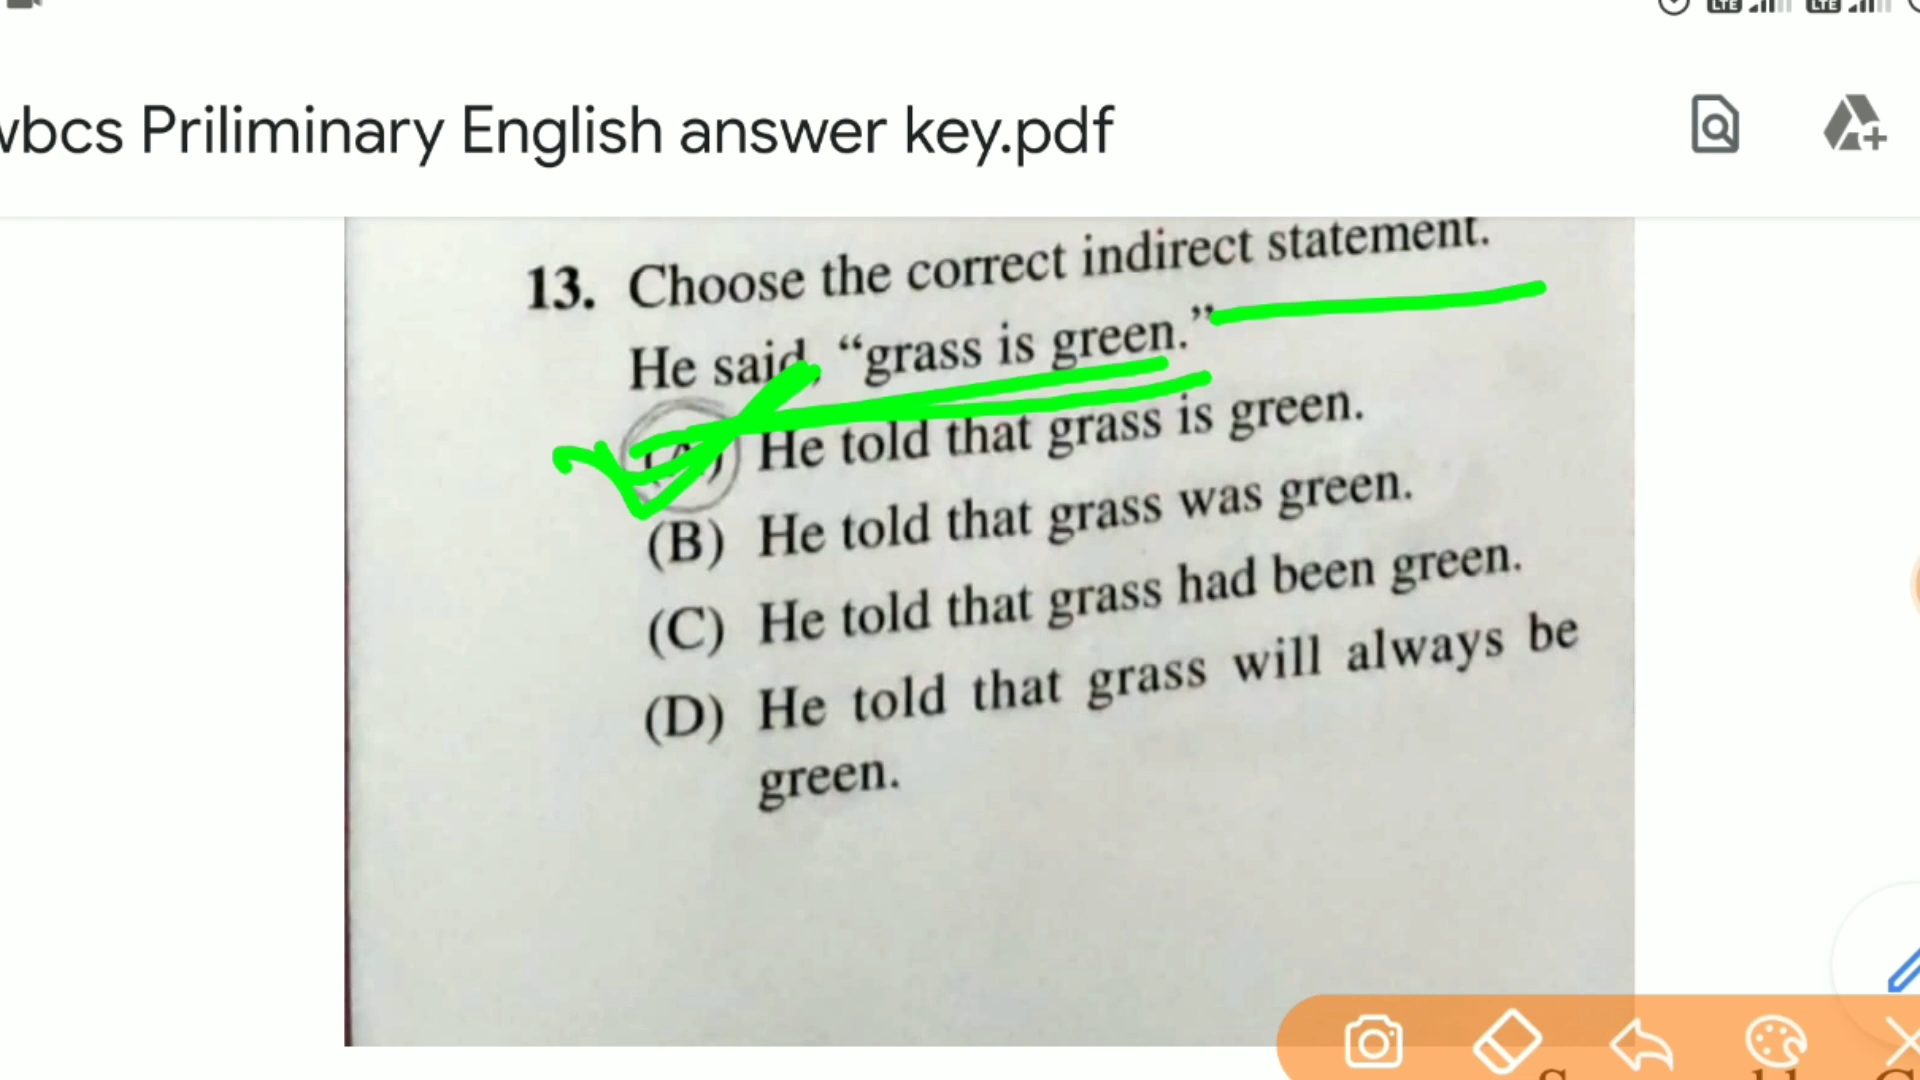 wbcs Priliminary English answer key.pdf
13. Choose the correct indirect statement.
He said, “grass is green.”
(A) He told that grass is green.
(B) He told that grass was green.
(C) He told that grass had been green.
(D) He told that grass will always be
green.